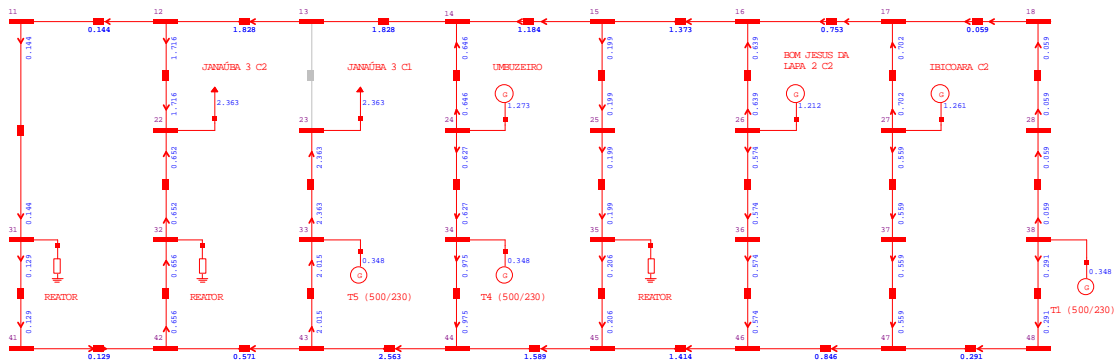 11 12 13 14 15 16 17 18
0.144 1.828 1.828 1.184 1.373 0.753 0.059
0.144 1.716 0.646 0.199 0.639 0.702 0.059
JANAÚBA 3 C2 JANAÚBA 3 C1 UMBUZEIRO BOM JESUS DA IBICOARA C2
LAPA 2 C2
1.716 0.646 0.199 0.639 0.702 0.059
G G G
2.363 2.363 1.273 1.212 1.261
22 23 24 25 26 27 28
0.652 2.363 0.627 0.199 0.574 0.559 0.059
0.144 0.652 2.363 0.627 0.199 0.574 0.559 0.059
31 32 33 34 35 36 37 38
0.129 0.656 2.015 0.348 0.975 0.348 0.206 0.574 0.559 0.291 0.348
G G G
REATOR REATOR T5 (500/230) T4 (500/230) REATOR T1 (500/230)
0.129 0.656 2.015 0.975 0.206 0.574 0.559 0.291
41 42 43 44 45 46 47 48
0.129 0.571 2.563 1.589 1.414 0.846 0.291